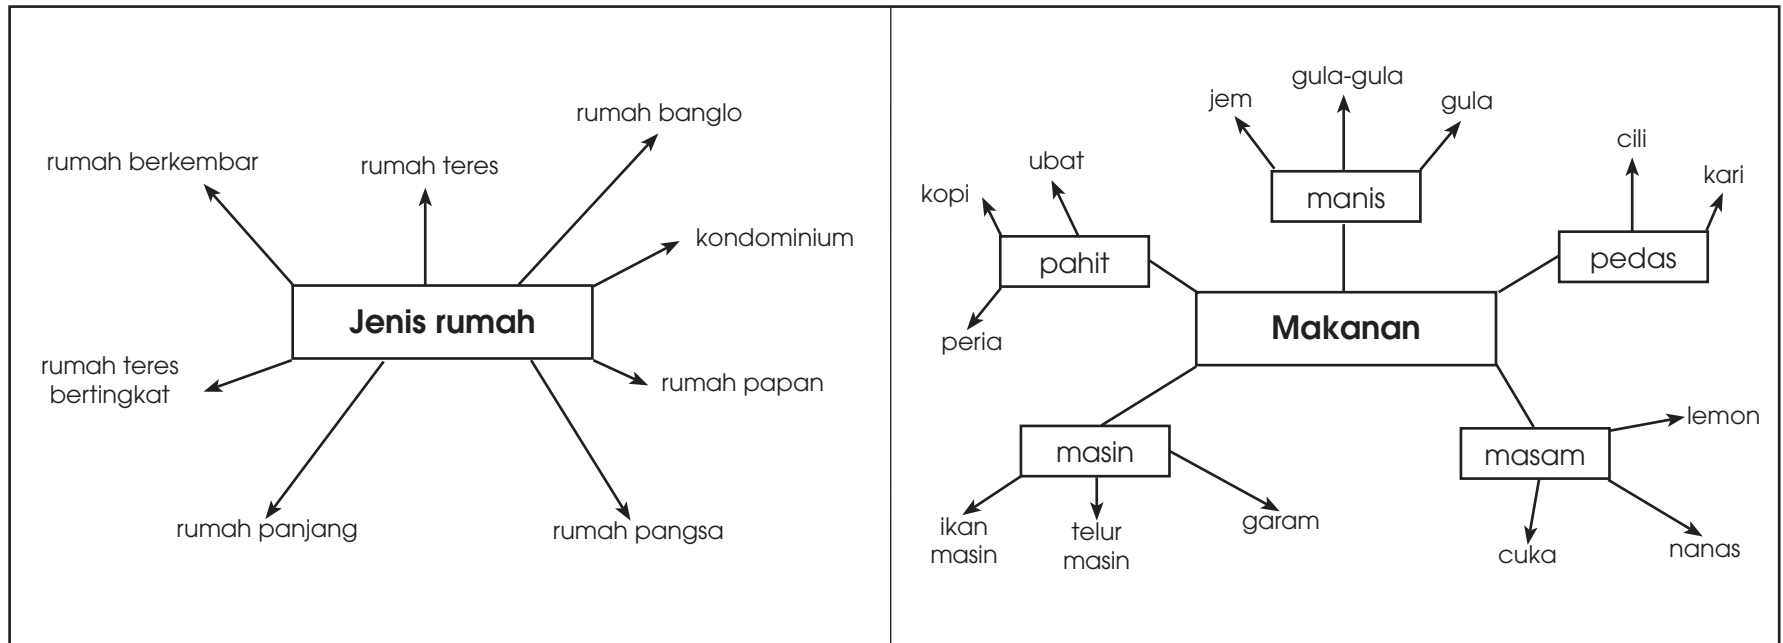 rumah banglo
rumah berkembar
rumah teres
kondominium
Jenis rumah
rumah teres
bertingkat
rumah papan
rumah panjang
rumah pangsa
gula-gula
jem
gula
cili
ubat
kari
kopi
manis
pahit
pedas
Makanan
peria
lemon
masin
masam
ikan
masin
telur
masin
garam
cuka
nanas